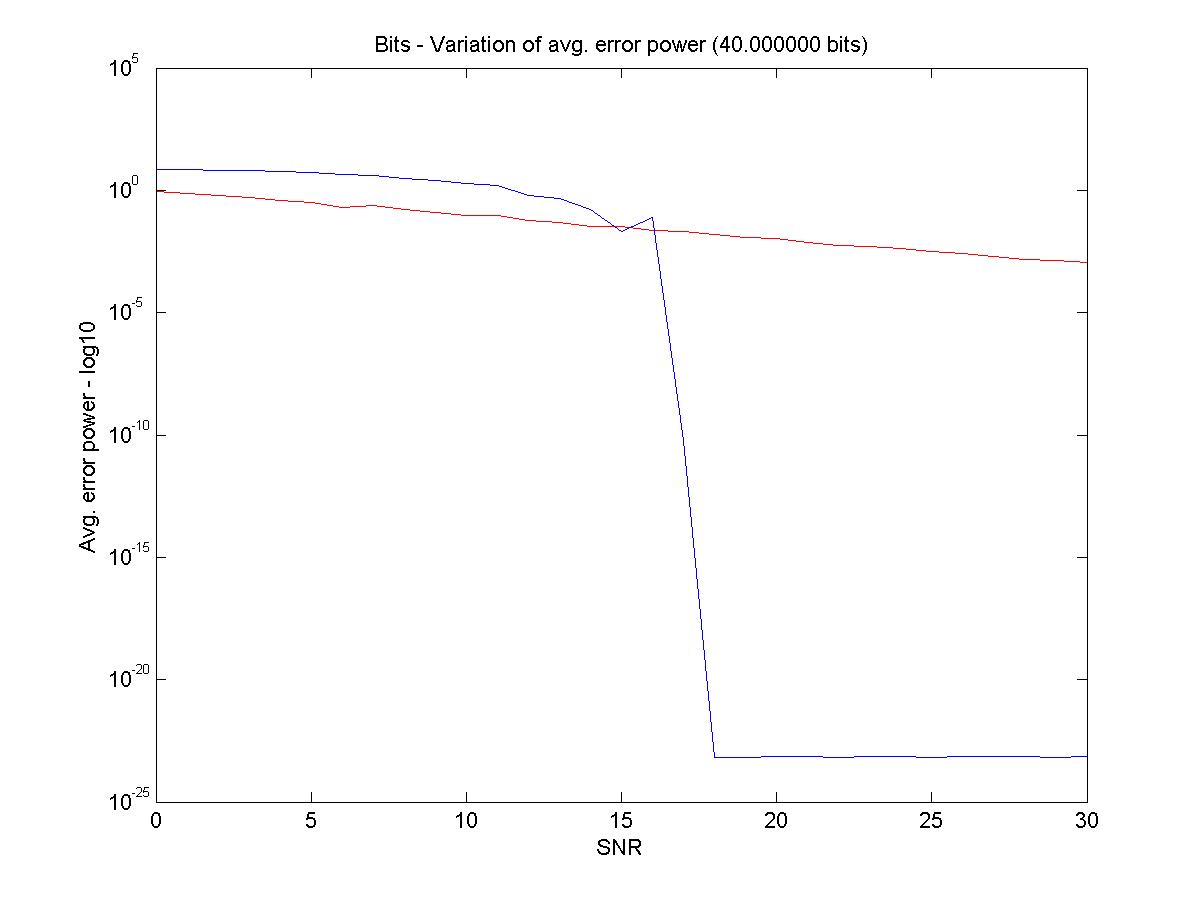 Bits - Variation of avg. error power (40.000000 bits)
10^5
10^0
10^-5
10^-10
10^-15
10^-20
10^-25
Avg. error power - log10
0 5 10 15 20 25 30
SNR